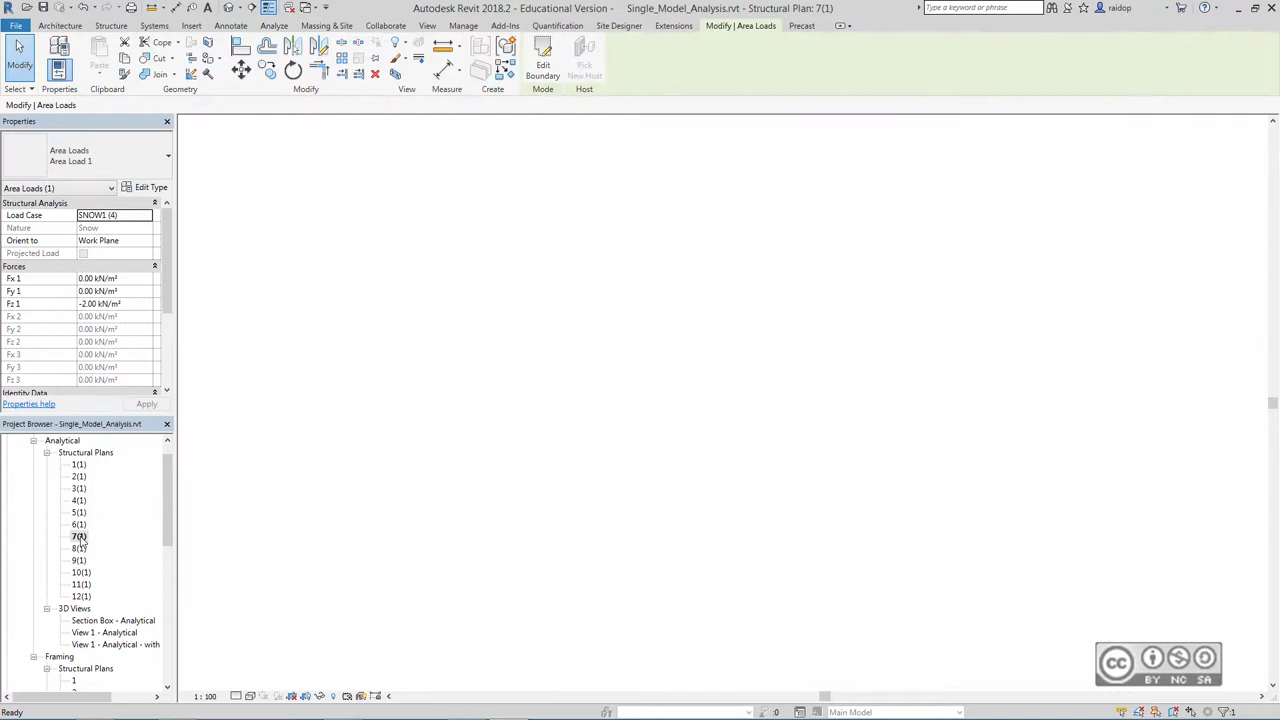 Autodesk Revit 2018.2 - Educational Version - Single_Model_Analysis.rvt - Structural Plan: 7(1)
Type a keyword or phrase
raidop
File Architecture Structure Systems Insert Annotate Analyze Massing & Site Collaborate View Manage Add-Ins Quantification Site Designer Extensions Modify | Area Loads Precast
Modify
Paste
Cope
Cut
Join
Edit Boundary
Pick New Host
Select Properties Clipboard Geometry Modify View Measure Create Mode Host
Modify | Area Loads
Properties
Area Loads
Area Load 1
Area Loads (1) Edit Type
Structural Analysis
Load Case SNOW1 (4)
Nature Snow
Orient to Work Plane
Projected Load
Forces
Fx 1 0.00 kN/m²
Fy 1 0.00 kN/m²
Fz 1 -2.00 kN/m²
Fx 2 0.00 kN/m²
Fy 2 0.00 kN/m²
Fz 2 0.00 kN/m²
Fx 3 0.00 kN/m²
Fy 3 0.00 kN/m²
Fz 3 0.00 kN/m²
Identity Data
Properties help Apply
Project Browser - Single_Model_Analysis.rvt
Analytical
Structural Plans
1(1)
2(1)
3(1)
4(1)
5(1)
6(1)
7(1)
8(1)
9(1)
10(1)
11(1)
12(1)
3D Views
Section Box - Analytical
View 1 - Analytical
View 1 - Analytical - with
Framing
Structural Plans
1
1 : 100
Ready
:0
Main Model
:1
cc
BY NC SA